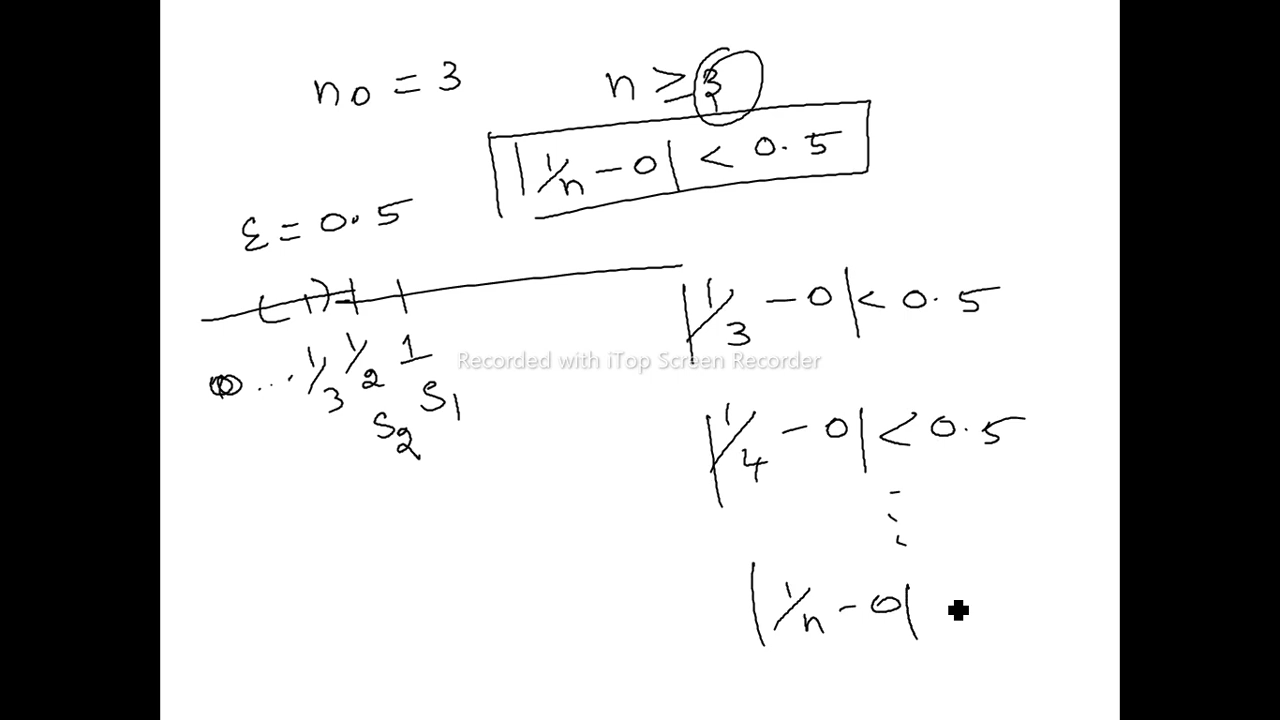 n₀ = 3
n ≥ 3
|1/n - 0| < 0.5
ε = 0.5
0 ... 1/3 1/2 1
S₂ S₁
|1/3 - 0| < 0.5
Recorded with iTop Screen Recorder
|1/4 - 0| < 0.5
⋮
|1/n - 0|